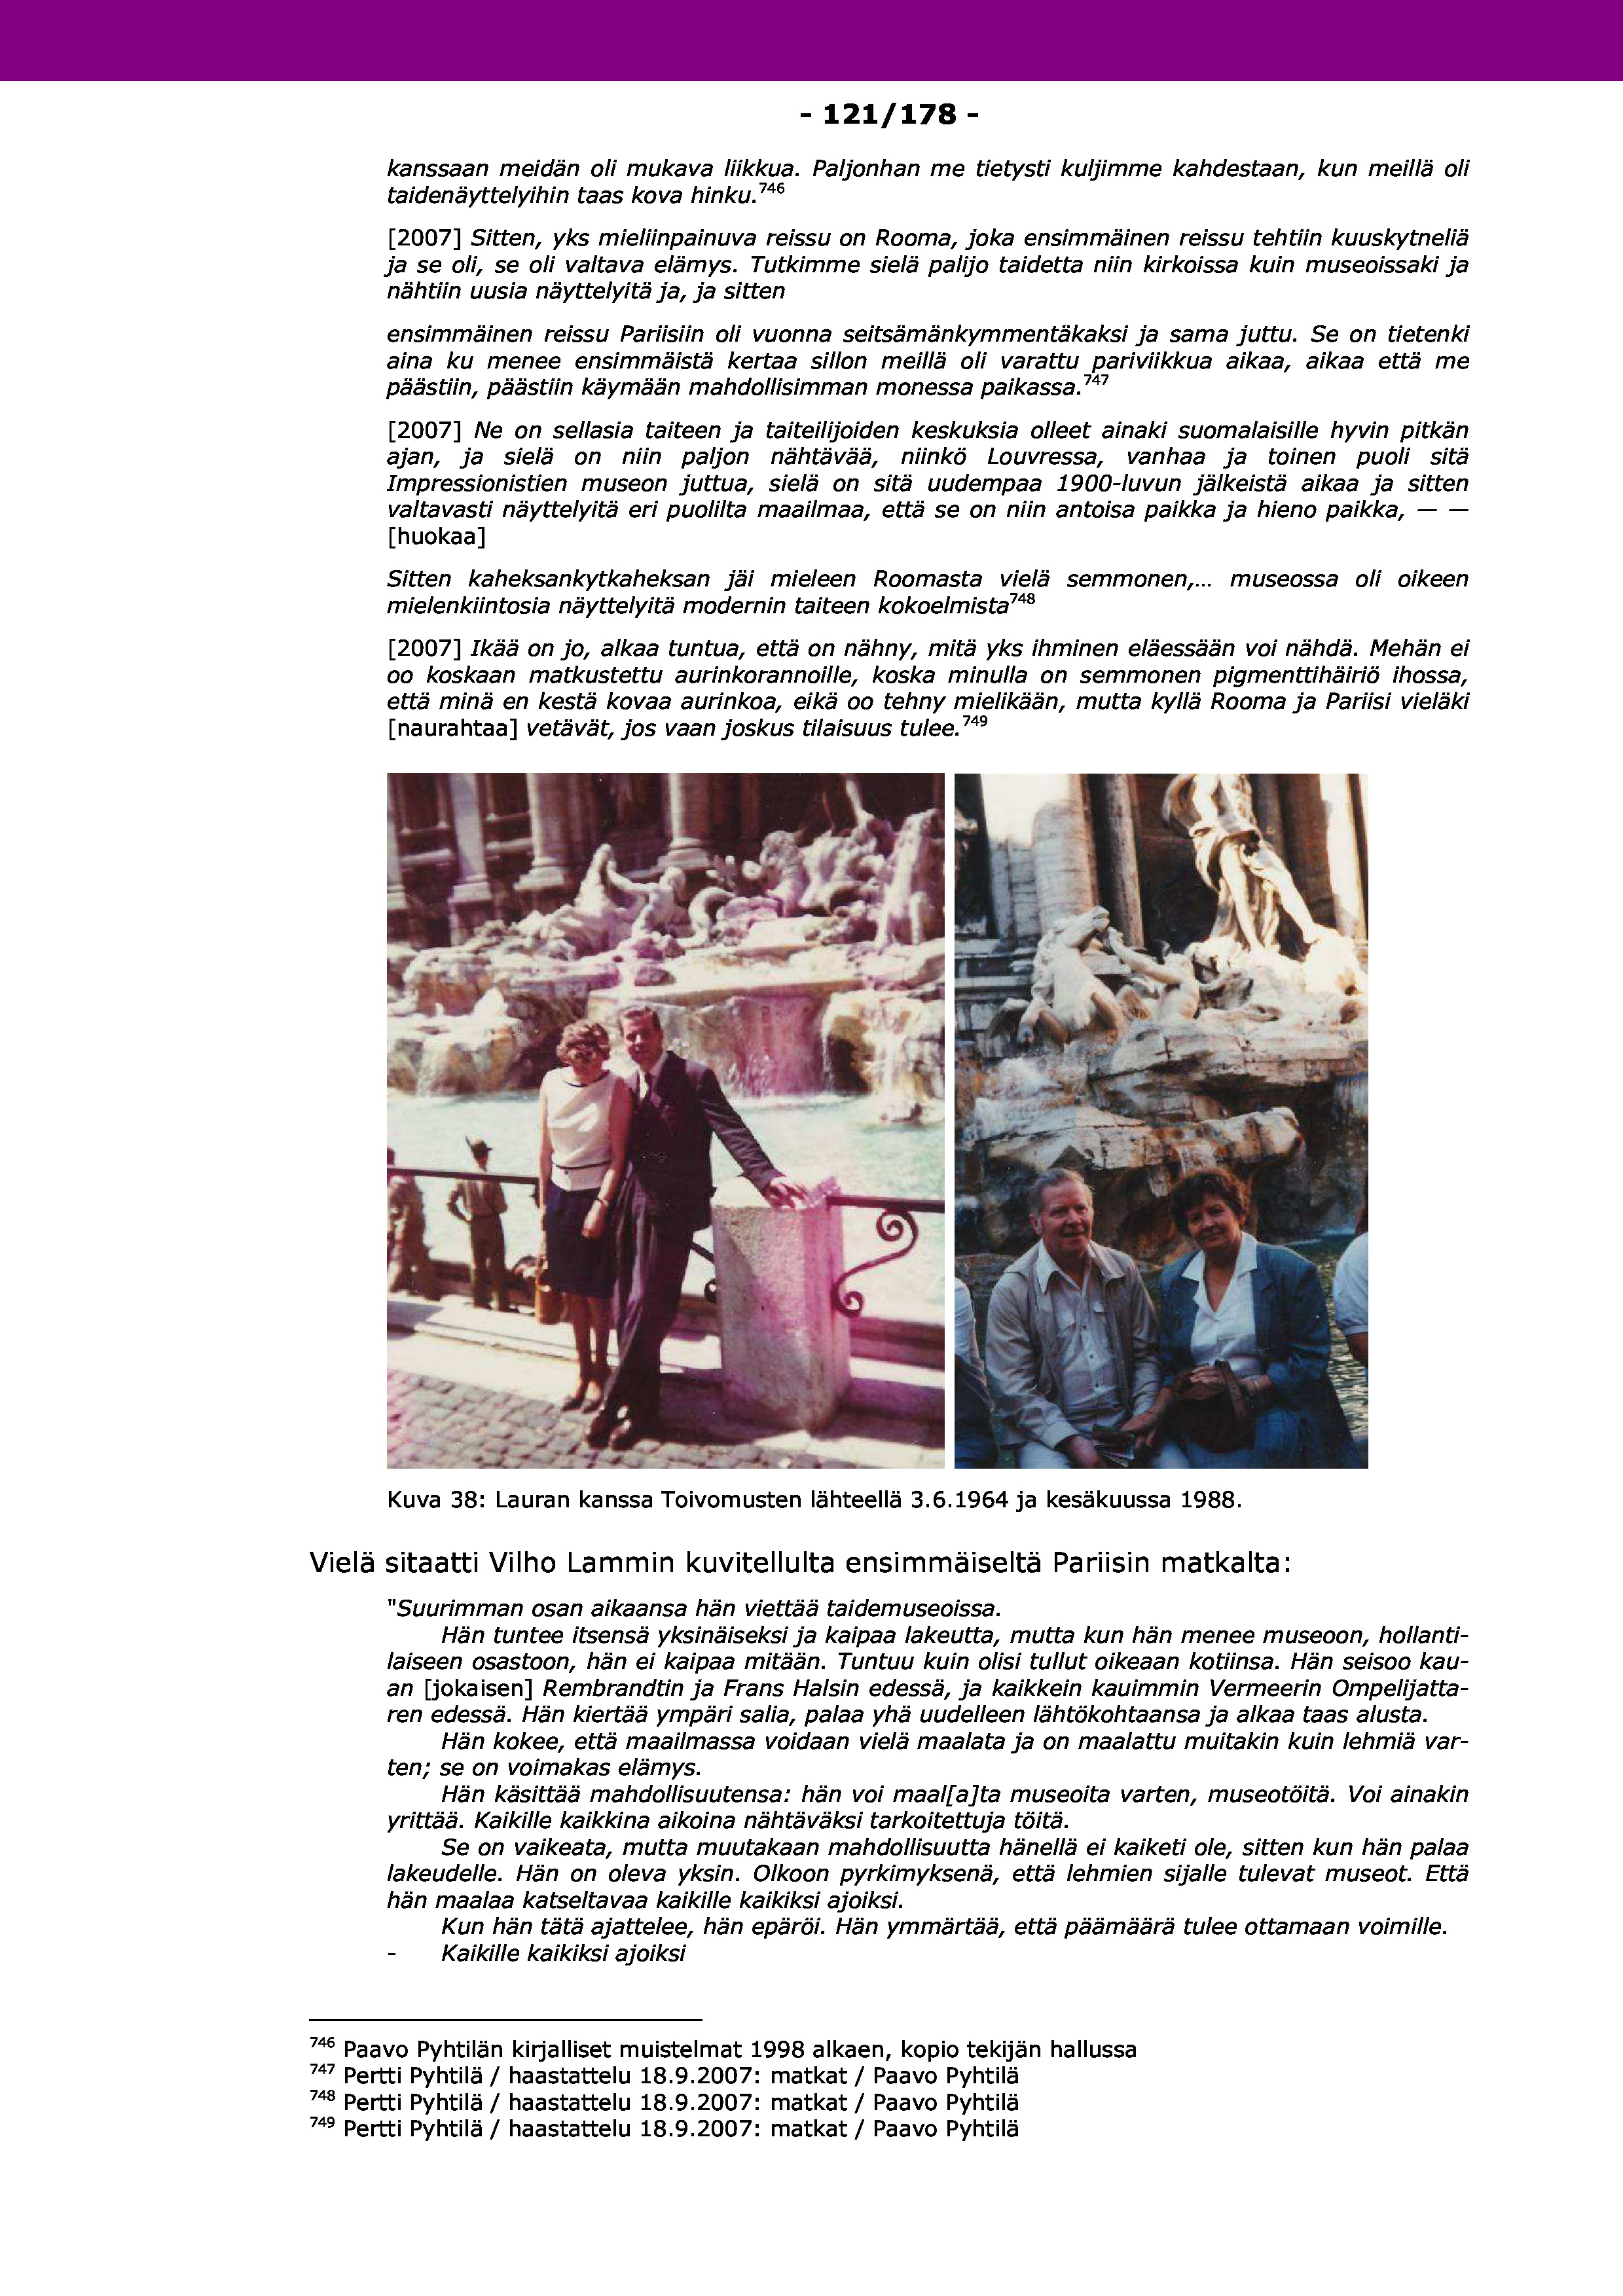 - 121/178 -
kanssaan meidän oli mukava liikkua. Paljonhan me tietysti kuljimme kahdestaan, kun meillä oli
taidenäyttelyihin taas kova hinku.746
[2007] Sitten, yks mieliinpainuva reissu on Rooma, joka ensimmäinen reissu tehtiin kuuskytneliä
ja se oli, se oli valtava elämys. Tutkimme sielä palijo taidetta niin kirkoissa kuin museoissaki ja
nähtiin uusia näyttelyitä ja, ja sitten
ensimmäinen reissu Pariisiin oli vuonna seitsämänkymmentäkaksi ja sama juttu. Se on tietenki
aina ku menee ensimmäistä kertaa sillon meillä oli varattu pariviikkua aikaa, aikaa että me
päästiin, päästiin käymään mahdollisimman monessa paikassa.747
[2007] Ne on sellasia taiteen ja taiteilijoiden keskuksia olleet ainaki suomalaisille hyvin pitkän
ajan, ja sielä on niin paljon nähtävää, niinkö Louvressa, vanhaa ja toinen puoli sitä
Impressionistien museon juttua, sielä on sitä uudempaa 1900-luvun jälkeistä aikaa ja sitten
valtavasti näyttelyitä eri puolilta maailmaa, että se on niin antoisa paikka ja hieno paikka, — —
[huokaa]
Sitten kaheksankytkaheksan jäi mieleen Roomasta vielä semmonen,... museossa oli oikeen
mielenkiintosia näyttelyitä modernin taiteen kokoelmista748
[2007] Ikää on jo, alkaa tuntua, että on nähny, mitä yks ihminen eläessään voi nähdä. Mehän ei
oo koskaan matkustettu aurinkorannoille, koska minulla on semmonen pigmenttihäiriö ihossa,
että minä en kestä kovaa aurinkoa, eikä oo tehny mielikään, mutta kyllä Rooma ja Pariisi vieläki
[naurahtaa] vetävät, jos vaan joskus tilaisuus tulee.749
Kuva 38: Lauran kanssa Toivomusten lähteellä 3.6.1964 ja kesäkuussa 1988.
Vielä sitaatti Vilho Lammin kuvitellulta ensimmäiseltä Pariisin matkalta:
"Suurimman osan aikaansa hän viettää taidemuseoissa.
Hän tuntee itsensä yksinäiseksi ja kaipaa lakeutta, mutta kun hän menee museoon, hollanti-
laiseen osastoon, hän ei kaipaa mitään. Tuntuu kuin olisi tullut oikeaan kotiinsa. Hän seisoo kau-
an [jokaisen] Rembrandtin ja Frans Halsin edessä, ja kaikkein kauimmin Vermeerin Ompelijatta-
ren edessä. Hän kiertää ympäri salia, palaa yhä uudelleen lähtökohtaansa ja alkaa taas alusta.
Hän kokee, että maailmassa voidaan vielä maalata ja on maalattu muitakin kuin lehmiä var-
ten; se on voimakas elämys.
Hän käsittää mahdollisuutensa: hän voi maal[a]ta museoita varten, museotöitä. Voi ainakin
yrittää. Kaikille kaikkina aikoina nähtäväksi tarkoitettuja töitä.
Se on vaikeata, mutta muutakaan mahdollisuutta hänellä ei kaiketi ole, sitten kun hän palaa
lakeudelle. Hän on oleva yksin. Olkoon pyrkimyksenä, että lehmien sijalle tulevat museot. Että
hän maalaa katseltavaa kaikille kaikiksi ajoiksi.
Kun hän tätä ajattelee, hän epäröi. Hän ymmärtää, että päämäärä tulee ottamaan voimille.
- Kaikille kaikiksi ajoiksi
746 Paavo Pyhtilän kirjalliset muistelmat 1998 alkaen, kopio tekijän hallussa
747 Pertti Pyhtilä / haastattelu 18.9.2007: matkat / Paavo Pyhtilä
748 Pertti Pyhtilä / haastattelu 18.9.2007: matkat / Paavo Pyhtilä
749 Pertti Pyhtilä / haastattelu 18.9.2007: matkat / Paavo Pyhtilä